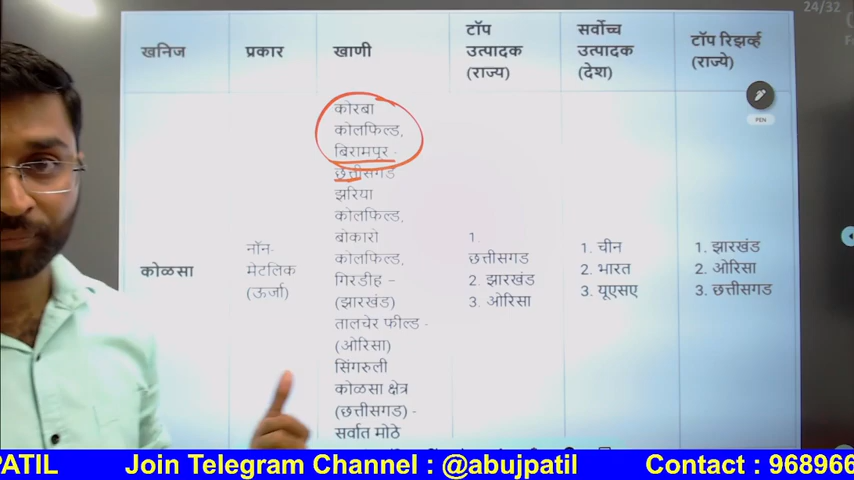 24/32
खनिज
प्रकार
खाणी
टॉप
उत्पादक
(राज्य)
सर्वोच्च
उत्पादक
(देश)
टॉप रिझर्व्ह
(राज्ये)
कोळसा
नॉन-
मेटलिक
(ऊर्जा)
कोरबा
कोलफिल्ड,
बिरामपूर -
छत्तीसगड
झरिया
कोलफिल्ड,
बोकारो
कोलफिल्ड,
गिरडीह –
(झारखंड)
तालचेर फील्ड -
(ओरिसा)
सिंगरुली
कोळसा क्षेत्र
(छत्तीसगड) -
सर्वात मोठे
1.
छत्तीसगड
2. झारखंड
3. ओरिसा
1. चीन
2. भारत
3. यूएसए
1. झारखंड
2. ओरिसा
3. छत्तीसगड
PEN
PATIL Join Telegram Channel : @abujpatil Contact : 968966